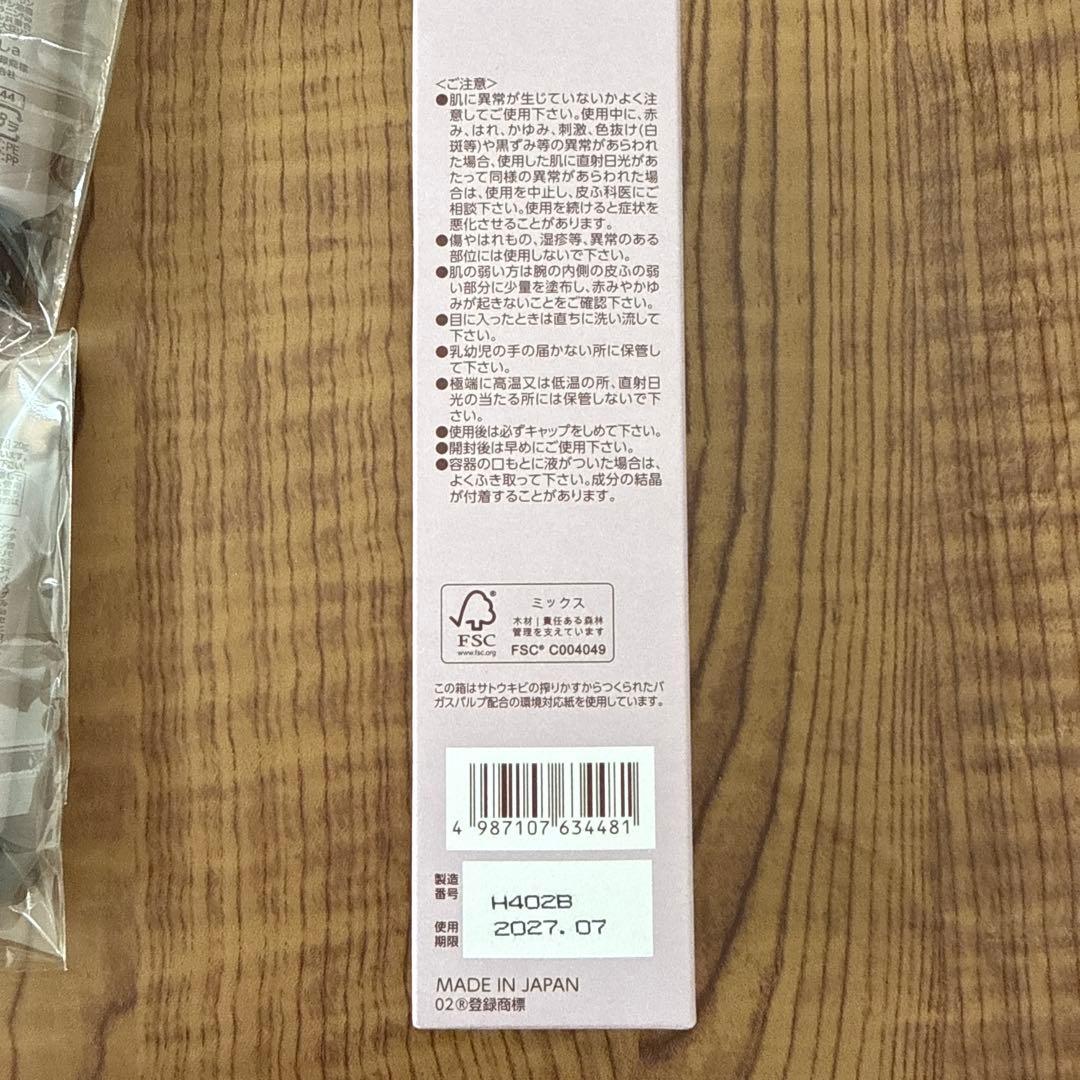 <ご注意>
●肌に異常が生じていないかよく注
意してご使用下さい。使用中に、赤
み、はれ、かゆみ、刺激、色抜け(白
斑等)や黒ずみ等の異常があらわれ
た場合、使用した肌に直射日光があ
たって同様の異常があらわれた場
合は、使用を中止し、皮ふ科医にご
相談下さい。使用を続けると症状を
悪化させることがあります。
●傷やはれもの、湿疹等、異常のある
部位には使用しないで下さい。
●肌の弱い方は腕の内側の皮ふの弱
い部分に少量を塗布し、赤みやかゆ
みが起きないことをご確認下さい。
●目に入ったときは直ちに洗い流して
下さい。
●乳幼児の手の届かない所に保管し
て下さい。
●極端に高温又は低温の所、直射日
光の当たる所には保管しないで下
さい。
●使用後は必ずキャップをしめて下さい。
●開封後は早めにご使用下さい。
●容器の口もとに液がついた場合は、
よくふき取って下さい。成分の結晶
が付着することがあります。
FSC
www.fsc.org
ミックス
木材|責任ある森林
管理を支えています
FSC® C004049
この箱はサトウキビの搾りかすからつくられたバ
ガスパルプ配合の環境対応紙を使用しています。
4 987107 634481
製造
番号
H402B
使用
期限
2027.07
MADE IN JAPAN
02®登録商標